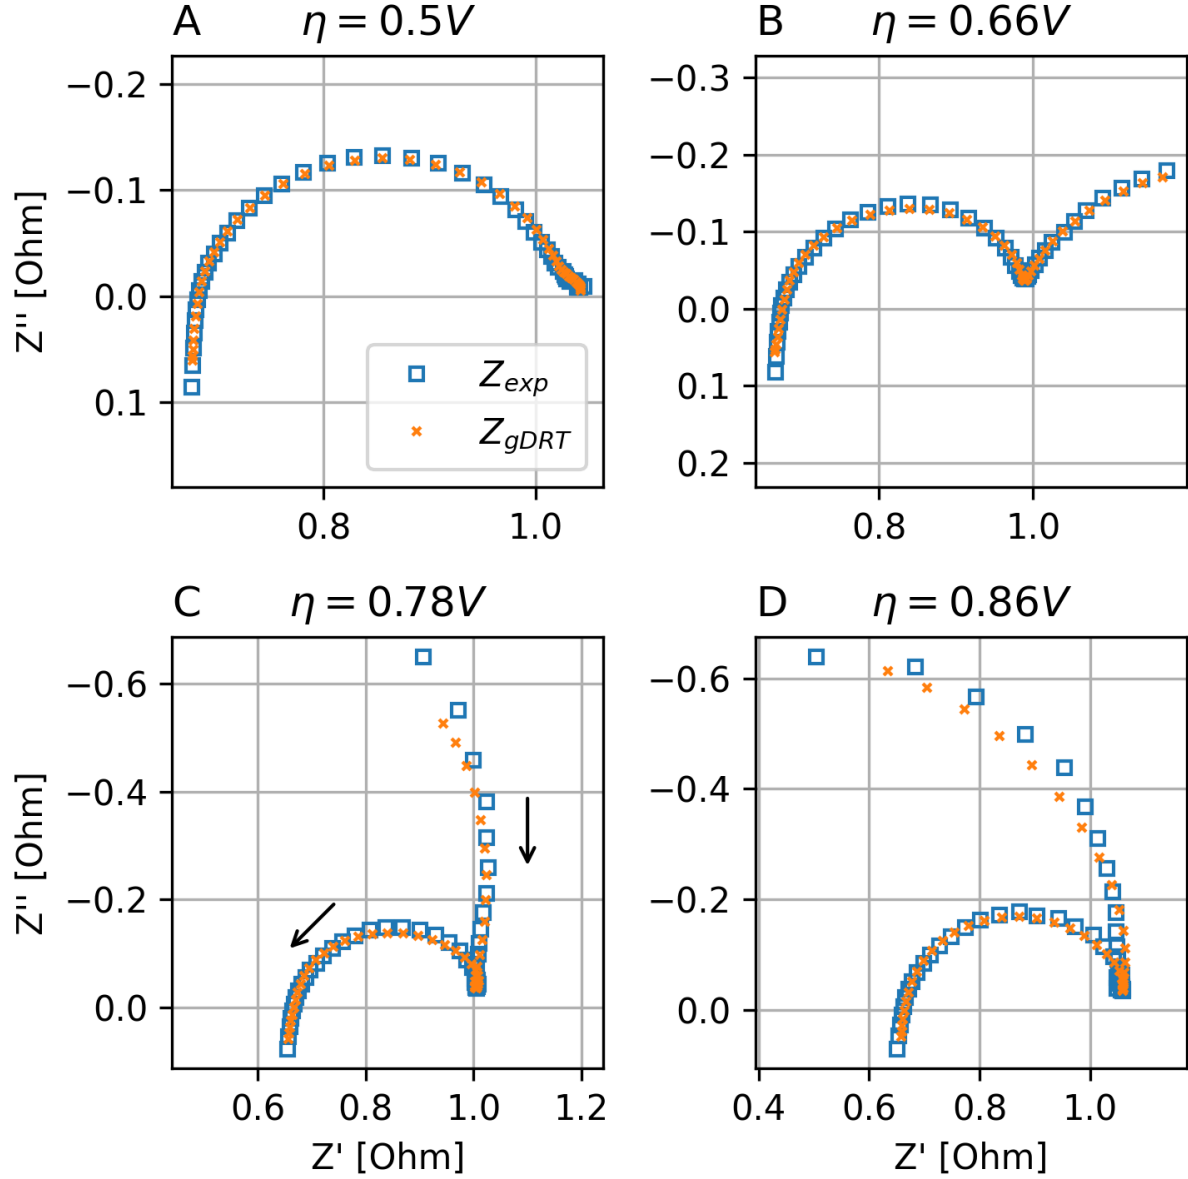 A η = 0.5V
B η = 0.66V
Z'' [Ohm]
−0.2
−0.1
0.0
0.1
0.8 1.0
Z_exp
Z_gDRT
−0.3
−0.2
−0.1
0.0
0.1
0.2
0.8 1.0
C η = 0.78V
D η = 0.86V
Z'' [Ohm]
−0.6
−0.4
−0.2
0.0
0.6 0.8 1.0 1.2
Z' [Ohm]
−0.6
−0.4
−0.2
0.0
0.4 0.6 0.8 1.0
Z' [Ohm]